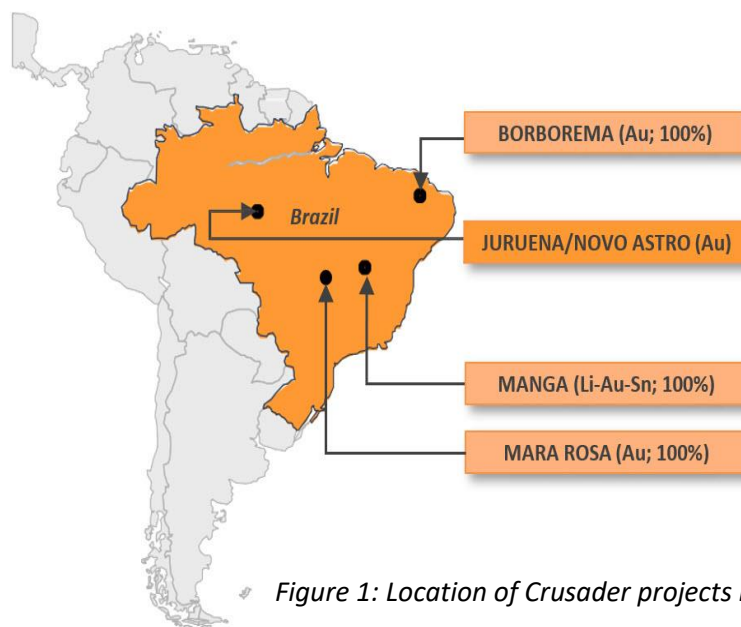 BORBOREMA (Au; 100%)
Brazil
JURUENA/NOVO ASTRO (Au)
MANGA (Li-Au-Sn; 100%)
MARA ROSA (Au; 100%)
Figure 1: Location of Crusader projects